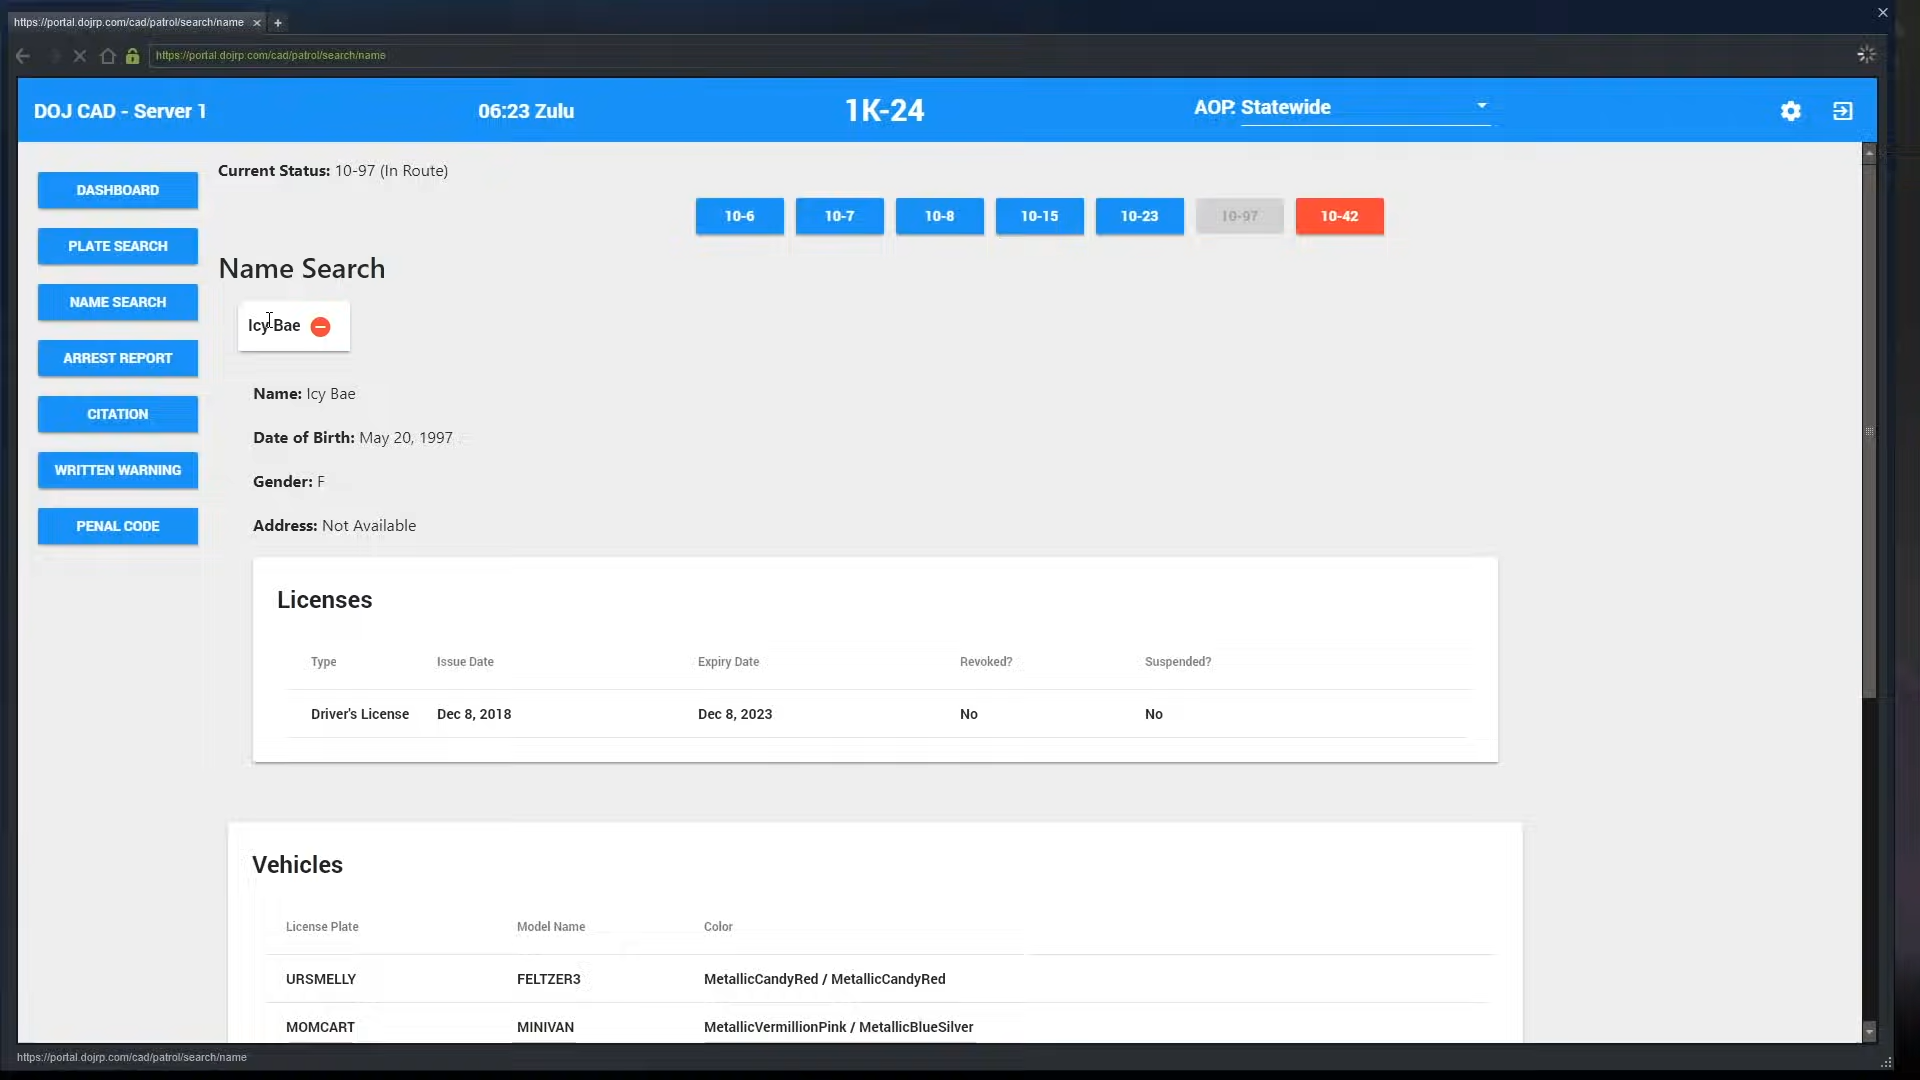 https://portal.dojrp.com/cad/patrol/search/name
https://portal.dojrp.com/cad/patrol/search/name
DOJ CAD - Server 1 06:23 Zulu 1K-24 AOP: Statewide
Current Status: 10-97 (In Route)
DASHBOARD
10-6 10-7 10-8 10-15 10-23 10-97 10-42
PLATE SEARCH
Name Search
NAME SEARCH
Icy Bae
ARREST REPORT
Name: Icy Bae
CITATION
Date of Birth: May 20, 1997
WRITTEN WARNING
Gender: F
PENAL CODE
Address: Not Available
Licenses
Type Issue Date Expiry Date Revoked? Suspended?
Driver's License Dec 8, 2018 Dec 8, 2023 No No
Vehicles
License Plate Model Name Color
URSMELLY FELTZER3 MetallicCandyRed / MetallicCandyRed
MOMCART MINIVAN MetallicVermillionPink / MetallicBlueSilver
https://portal.dojrp.com/cad/patrol/search/name